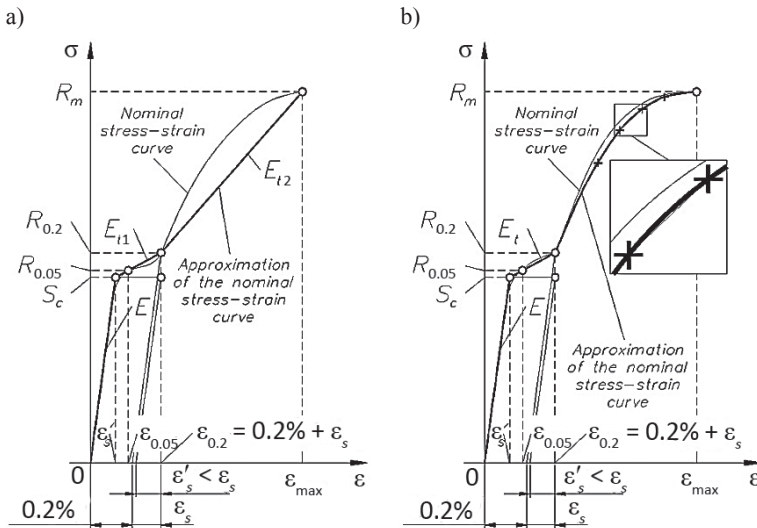 a)
σ
R_m
Nominal
stress-strain
curve
E_t2
R_0.2
E_t1
R_0.05
S_c
E
Approximation
of the nominal
stress-strain
curve
ε_s'
ε_0.05
ε_0.2 = 0.2% + ε_s
0
ε_s' < ε_s
ε_max
ε
ε_s
0.2%
b)
σ
R_m
Nominal
stress-strain
curve
R_0.2
E_t
R_0.05
S_c
E
Approximation
of the nominal
stress-strain
curve
ε_s'
ε_0.05
ε_0.2 = 0.2% + ε_s
0
ε_s' < ε_s
ε_max
ε
ε_s
0.2%